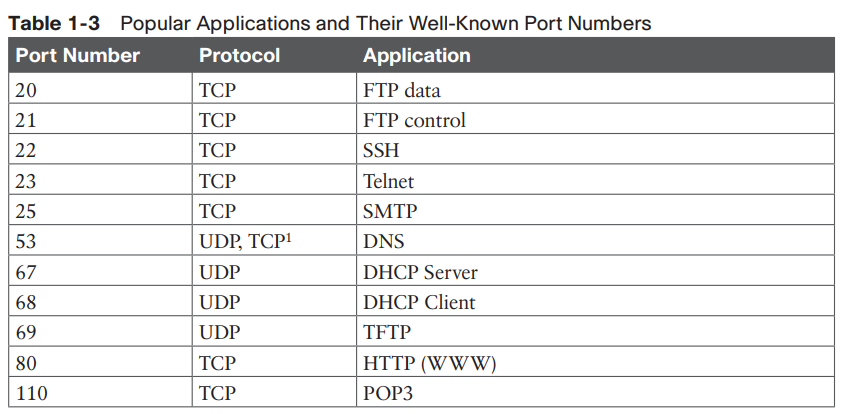 Table 1-3 Popular Applications and Their Well-Known Port Numbers
Port Number Protocol Application
20 TCP FTP data
21 TCP FTP control
22 TCP SSH
23 TCP Telnet
25 TCP SMTP
53 UDP, TCP¹ DNS
67 UDP DHCP Server
68 UDP DHCP Client
69 UDP TFTP
80 TCP HTTP (WWW)
110 TCP POP3